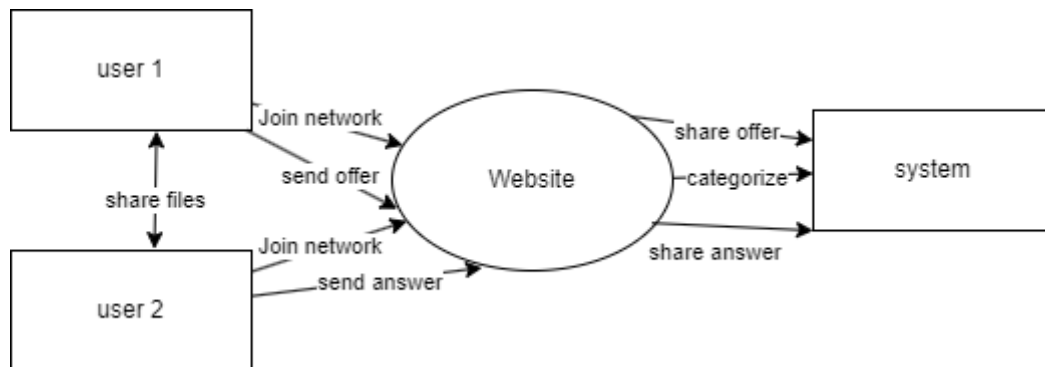 user 1
Join network
share offer
send offer
Website
categorize
system
share files
Join network
share answer
send answer
user 2